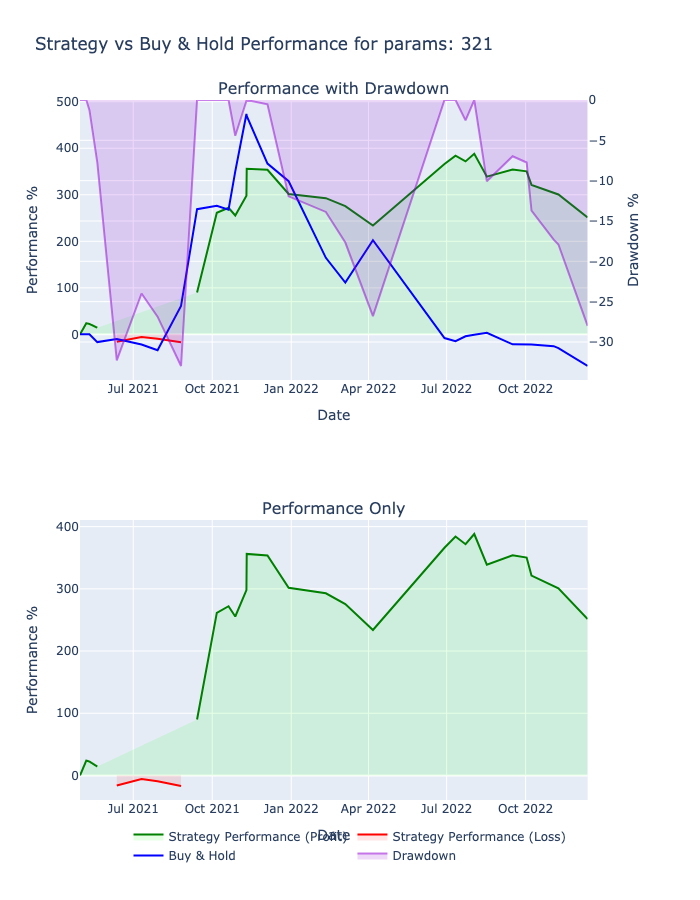 Strategy vs Buy & Hold Performance for params: 321
Performance with Drawdown
500
400
300
200
100
0
Performance %
0
−5
−10
−15
−20
−25
−30
Drawdown %
Jul 2021 Oct 2021 Jan 2022 Apr 2022 Jul 2022 Oct 2022
Date
Performance Only
400
300
200
100
0
Performance %
Jul 2021 Oct 2021 Jan 2022 Apr 2022 Jul 2022 Oct 2022
Date
Strategy Performance (Profit) Strategy Performance (Loss)
Buy & Hold Drawdown